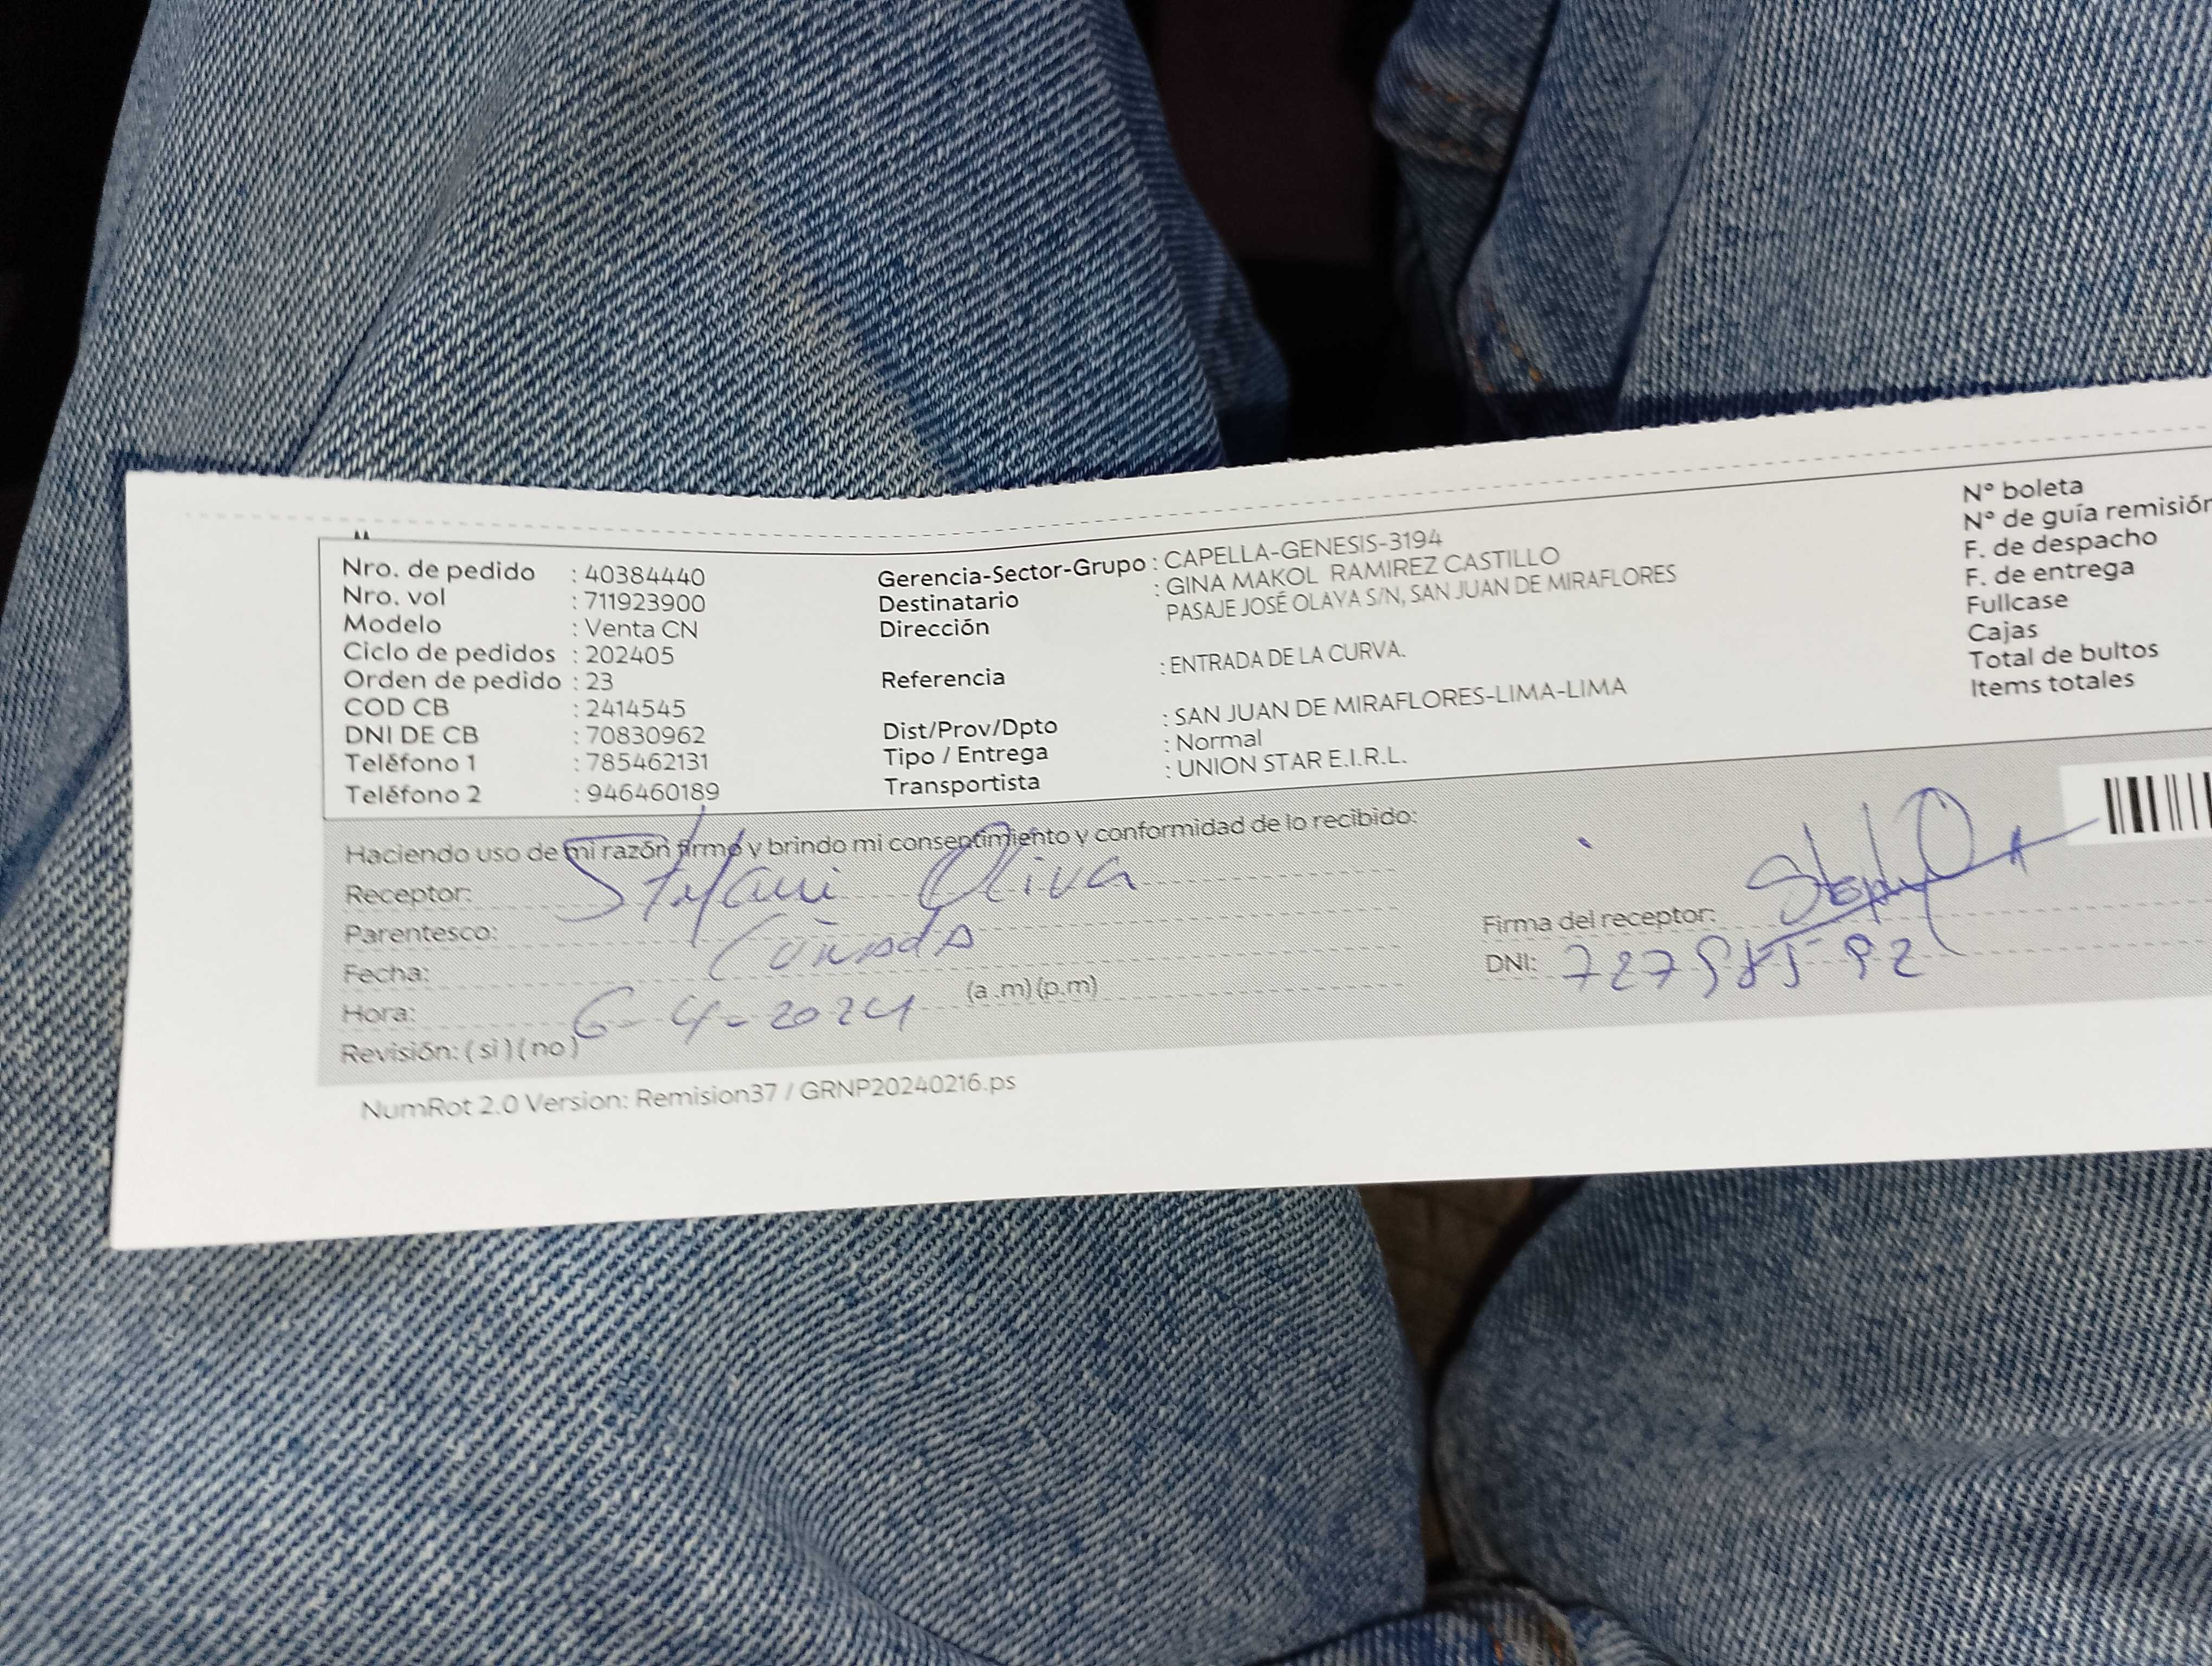 Nro. de pedido : 40384440
Nro. vol : 711923900
Modelo : Venta CN
Ciclo de pedidos : 202405
Orden de pedido : 23
COD CB : 2414545
DNI DE CB : 70830962
Teléfono 1 : 785462131
Teléfono 2 : 946460189
Gerencia-Sector-Grupo : CAPELLA-GENESIS-3194
Destinatario : GINA MAKOL RAMIREZ CASTILLO
Dirección PASAJE JOSÉ OLAYA S/N, SAN JUAN DE MIRAFLORES
Referencia : ENTRADA DE LA CURVA.
Dist/Prov/Dpto : SAN JUAN DE MIRAFLORES-LIMA-LIMA
Tipo / Entrega : Normal
Transportista : UNION STAR E.I.R.L.
N° boleta
N° de guía remisión
F. de despacho
F. de entrega
Fullcase
Cajas
Total de bultos
Items totales
Haciendo uso de mi razón firmo y brindo mi consentimiento y conformidad de lo recibido:
Receptor: Stefani Oliva
Parentesco: Cuñada
Fecha: 6-4-2024
Hora: (a .m) (p.m)
Revisión: ( si ) ( no )
Firma del receptor:
DNI:
NumRot 2.0 Version: Remision37 / GRNP20240216.ps